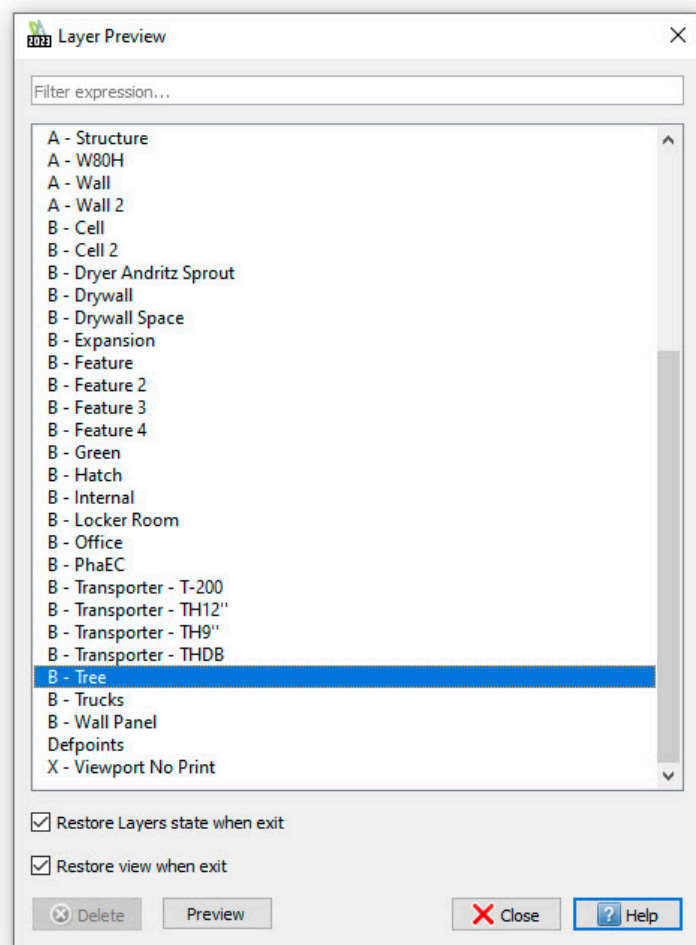 2023 Layer Preview
Filter expression...
A - Structure
A - W80H
A - Wall
A - Wall 2
B - Cell
B - Cell 2
B - Dryer Andritz Sprout
B - Drywall
B - Drywall Space
B - Expansion
B - Feature
B - Feature 2
B - Feature 3
B - Feature 4
B - Green
B - Hatch
B - Internal
B - Locker Room
B - Office
B - PhaEC
B - Transporter - T-200
B - Transporter - TH12''
B - Transporter - TH9''
B - Transporter - THDB
B - Tree
B - Trucks
B - Wall Panel
Defpoints
X - Viewport No Print
Restore Layers state when exit
Restore view when exit
Delete Preview Close ? Help